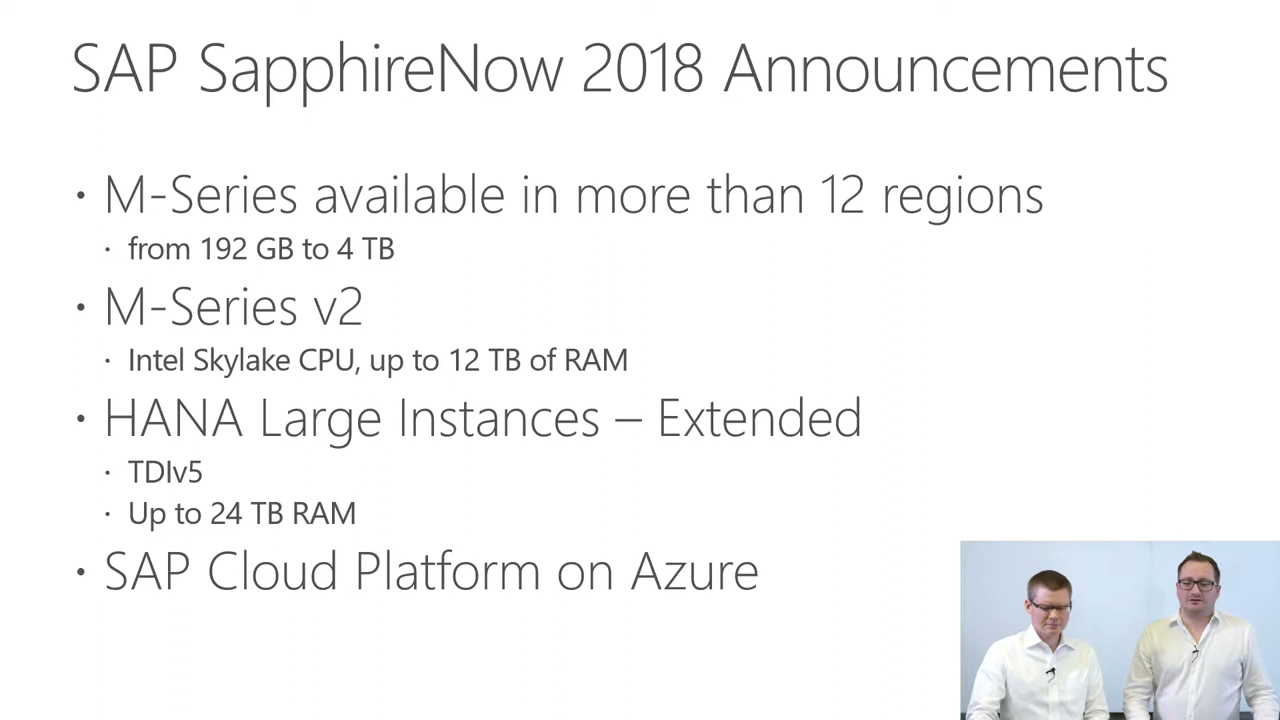 SAP SapphireNow 2018 Announcements
• M-Series available in more than 12 regions
• from 192 GB to 4 TB
• M-Series v2
• Intel Skylake CPU, up to 12 TB of RAM
• HANA Large Instances – Extended
• TDIv5
• Up to 24 TB RAM
• SAP Cloud Platform on Azure